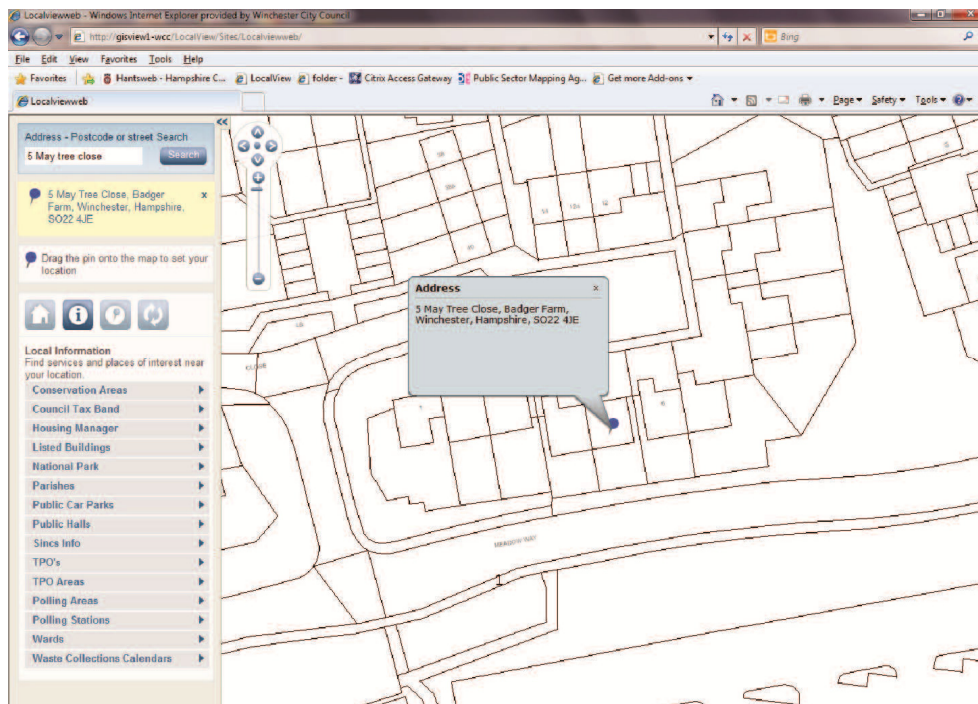 Localviewweb - Windows Internet Explorer provided by Winchester City Council
http://gisview1-wcc/LocalView/Sites/Localviewweb/
Bing
File Edit View Favorites Tools Help
Favorites Hantsweb - Hampshire C... LocalView folder - Citrix Access Gateway Public Sector Mapping Ag... Get more Add-ons
Localviewweb
Page Safety Tools
Address - Postcode or street Search
5 May tree close Search
5 May Tree Close, Badger
Farm, Winchester, Hampshire,
SO22 4JE
x
Drag the pin onto the map to set your
location
Local Information
Find services and places of interest near
your location.
Conservation Areas
Council Tax Band
Housing Manager
Listed Buildings
National Park
Parishes
Public Car Parks
Public Halls
Sincs Info
TPO's
TPO Areas
Polling Areas
Polling Stations
Wards
Waste Collections Calendars
Address x
5 May Tree Close, Badger Farm,
Winchester, Hampshire, SO22 4JE
12
CLOSE
1
6
MEADOW WAY